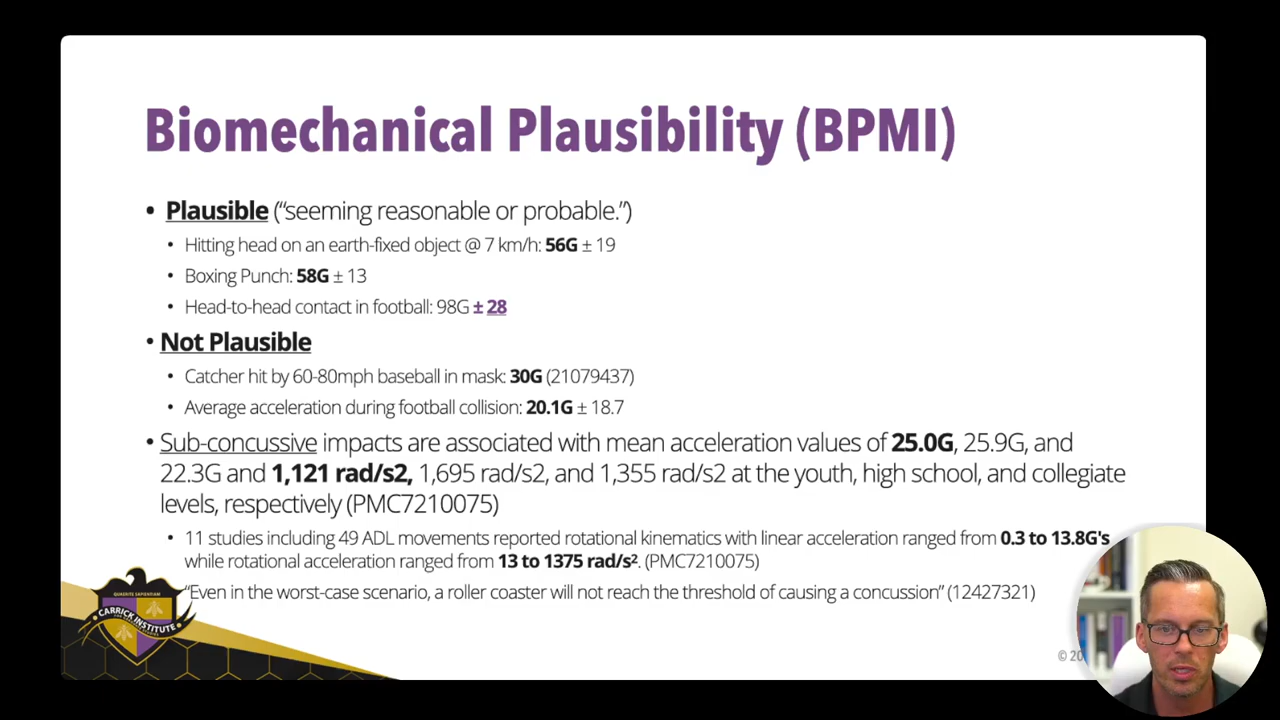 Biomechanical Plausibility (BPMI)
• Plausible (“seeming reasonable or probable.”)
• Hitting head on an earth-fixed object @ 7 km/h: 56G ± 19
• Boxing Punch: 58G ± 13
• Head-to-head contact in football: 98G ± 28
• Not Plausible
• Catcher hit by 60-80mph baseball in mask: 30G (21079437)
• Average acceleration during football collision: 20.1G ± 18.7
• Sub-concussive impacts are associated with mean acceleration values of 25.0G, 25.9G, and
22.3G and 1,121 rad/s2, 1,695 rad/s2, and 1,355 rad/s2 at the youth, high school, and collegiate
levels, respectively (PMC7210075)
• 11 studies including 49 ADL movements reported rotational kinematics with linear acceleration ranged from 0.3 to 13.8G's
while rotational acceleration ranged from 13 to 1375 rad/s². (PMC7210075)
“Even in the worst-case scenario, a roller coaster will not reach the threshold of causing a concussion” (12427321)
CARRICK INSTITUTE
© 20